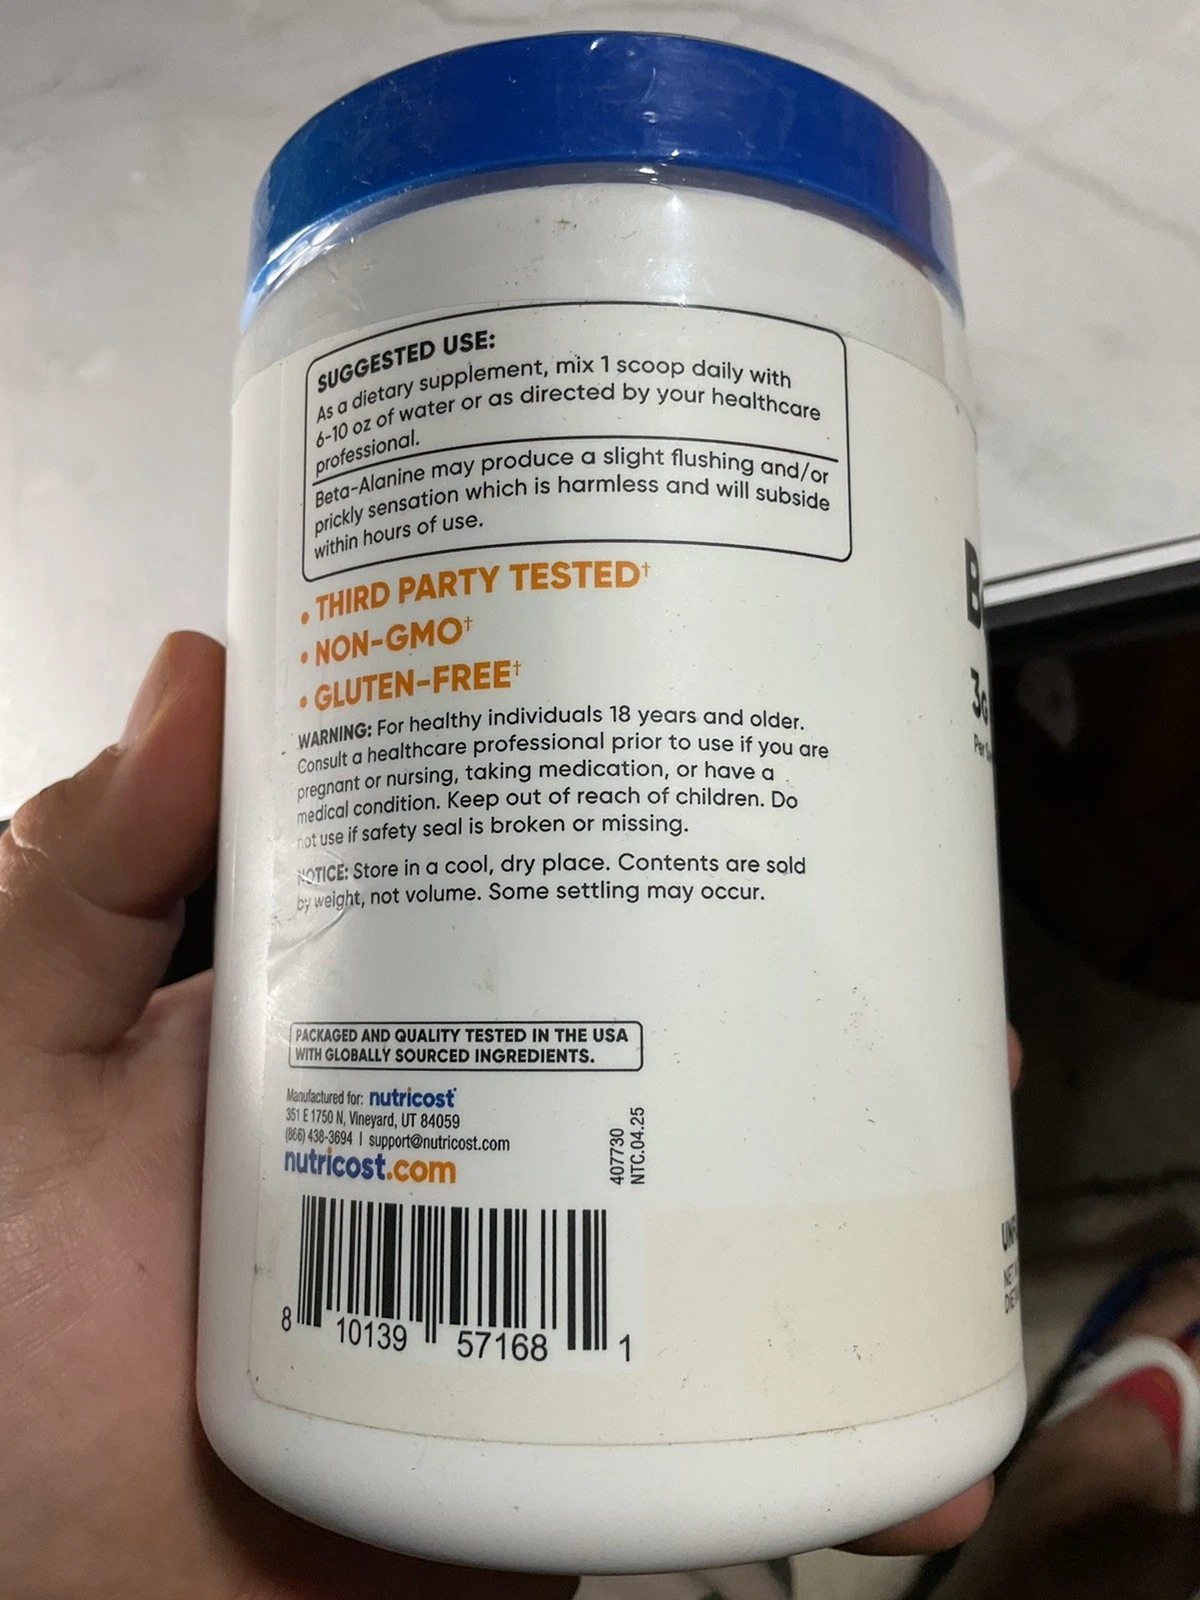 SUGGESTED USE:
As a dietary supplement, mix 1 scoop daily with
6-10 oz of water or as directed by your healthcare
professional.
Beta-Alanine may produce a slight flushing and/or
prickly sensation which is harmless and will subside
within hours of use.
• THIRD PARTY TESTED†
• NON-GMO†
• GLUTEN-FREE†
WARNING: For healthy individuals 18 years and older.
Consult a healthcare professional prior to use if you are
pregnant or nursing, taking medication, or have a
medical condition. Keep out of reach of children. Do
not use if safety seal is broken or missing.
NOTICE: Store in a cool, dry place. Contents are sold
by weight, not volume. Some settling may occur.
PACKAGED AND QUALITY TESTED IN THE USA
WITH GLOBALLY SOURCED INGREDIENTS.
Manufactured for: nutricost
351 E 1750 N, Vineyard, UT 84059
(866) 438-3694 | support@nutricost.com
nutricost.com
407730
NTC.04.25
8 10139 57168 1
3G